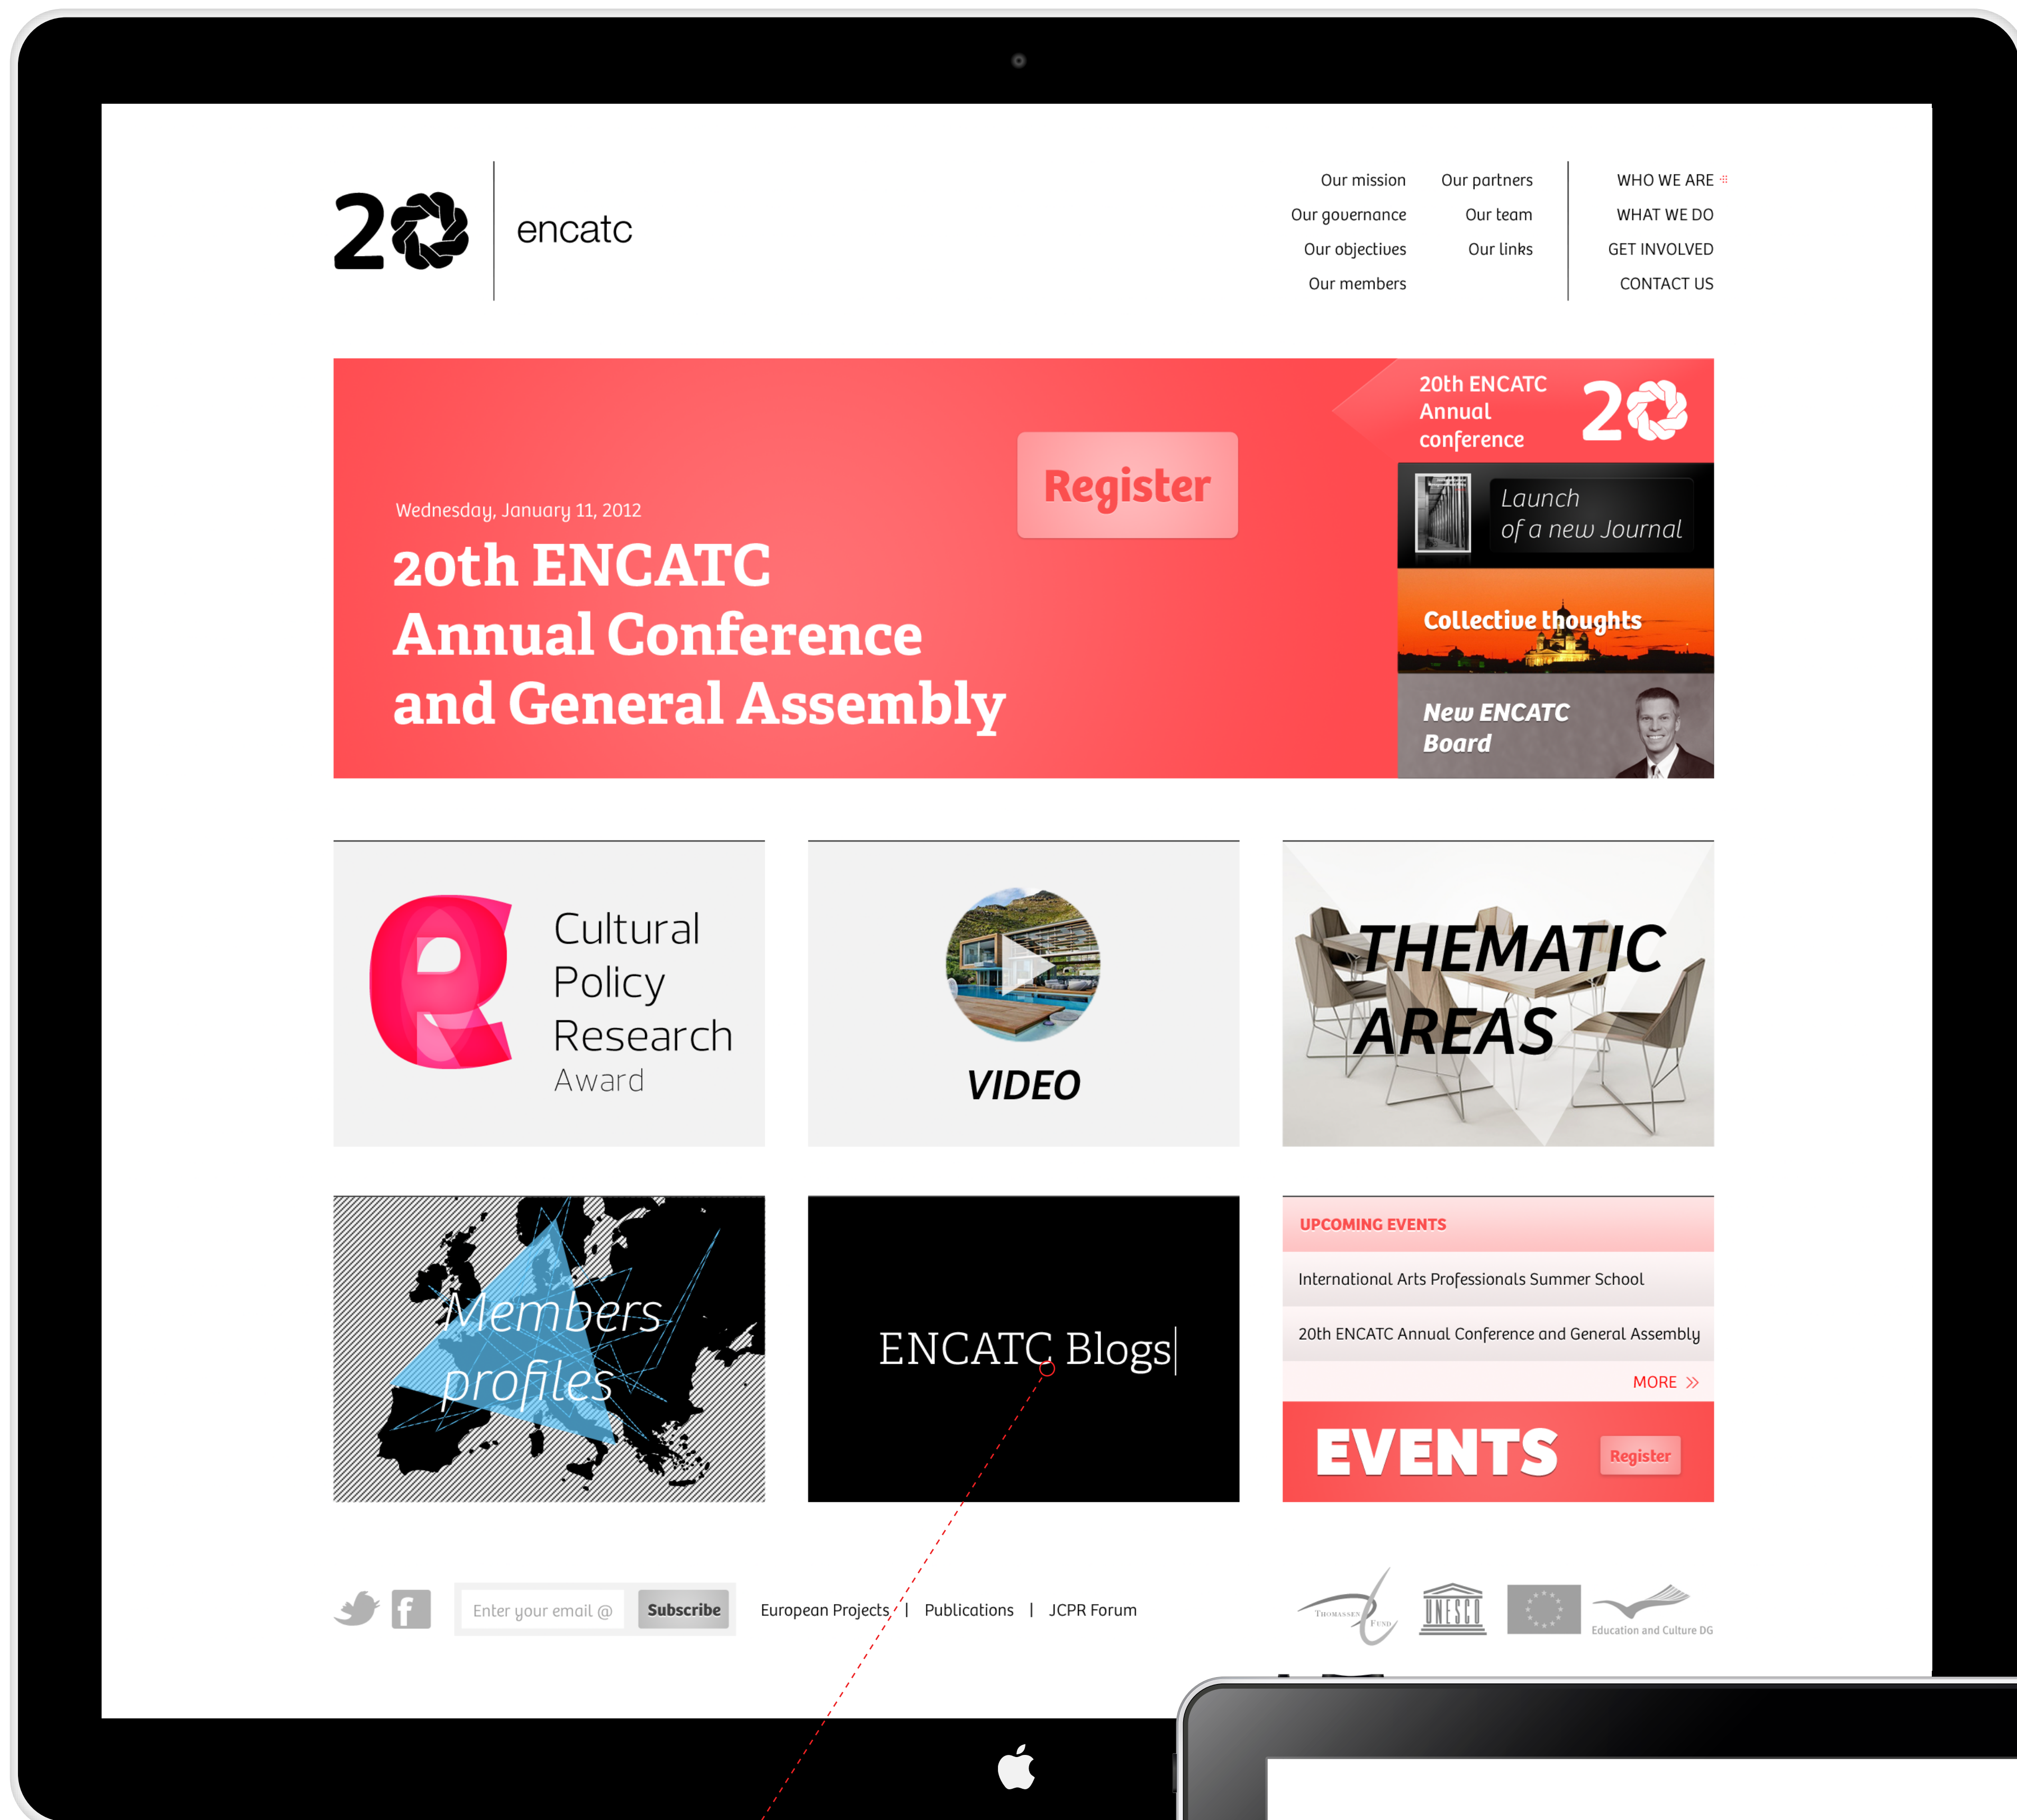 20
encatc
Our mission
Our governance
Our objectives
Our members
Our partners
Our team
Our links
WHO WE ARE
WHAT WE DO
GET INVOLVED
CONTACT US
Wednesday, January 11, 2012
20th ENCATC
Annual Conference
and General Assembly
Register
20th ENCATC
Annual
conference
20
Launch
of a new Journal
Collective thoughts
New ENCATC
Board
Cultural
Policy
Research
Award
VIDEO
THEMATIC
AREAS
Members
profiles
ENCATC Blogs
UPCOMING EVENTS
International Arts Professionals Summer School
20th ENCATC Annual Conference and General Assembly
MORE
EVENTS
Register
Enter your email @
Subscribe
European Projects | Publications | JCPR Forum
THOMASSEN
FUND
UNESCO
Education and Culture DG